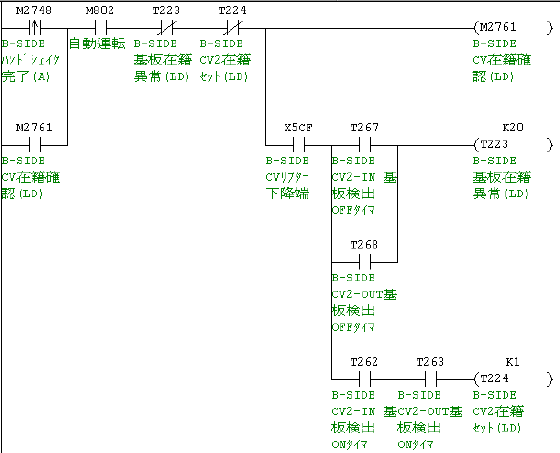 M2748 M802 T223 T224
(M2761 )
B-SIDE 自動運転 B-SIDE B-SIDE B-SIDE
ﾊﾝﾄﾞｼｪｲｸ 基板在籍 CV2在籍 CV在籍確
完了(A) 異常(LD) ｾｯﾄ(LD) 認(LD)
M2761 X5CF T267 K20
(T223 )
B-SIDE B-SIDE B-SIDE B-SIDE
CV在籍確 CVﾘﾌﾀｰ CV2-IN 基 基板在籍
認(LD) 下降端 板検出 異常(LD)
OFFﾀｲﾏ
T268
B-SIDE
CV2-OUT基
板検出
OFFﾀｲﾏ
T262 T263 K1
(T224 )
B-SIDE B-SIDE B-SIDE
CV2-IN 基 CV2-OUT基 CV2在籍
板検出 板検出 ｾｯﾄ(LD)
ONﾀｲﾏ ONﾀｲﾏ